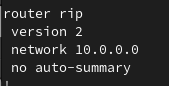 router rip
 version 2
 network 10.0.0.0
 no auto-summary
!